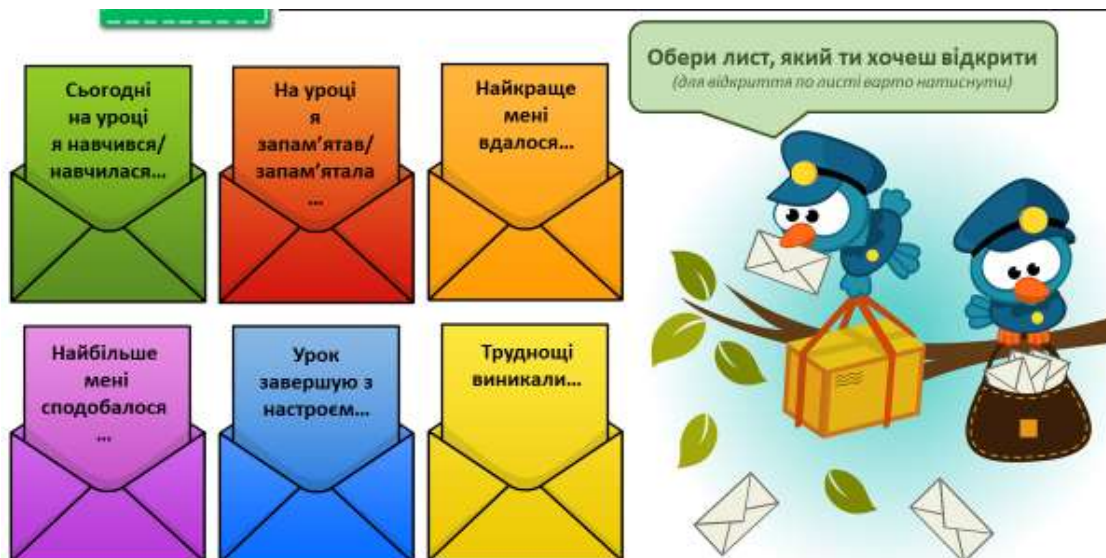 Сьогодні
на уроці
я навчився/
навчилася...
На уроці
я
запам'ятав/
запам'ятала
...
Найкраще
мені
вдалося...
Обери лист, який ти хочеш відкрити
(для відкриття по листі варто натиснути)
Найбільше
мені
сподобалося
...
Урок
завершую з
настроєм...
Труднощі
виникали...